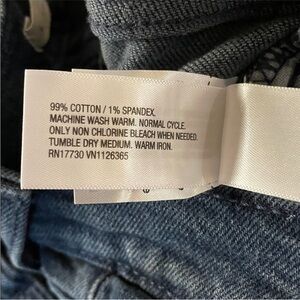 99% COTTON / 1% SPANDEX.
MACHINE WASH WARM. NORMAL CYCLE.
ONLY NON CHLORINE BLEACH WHEN NEEDED.
TUMBLE DRY MEDIUM. WARM IRON.
RN17730 VN1126365